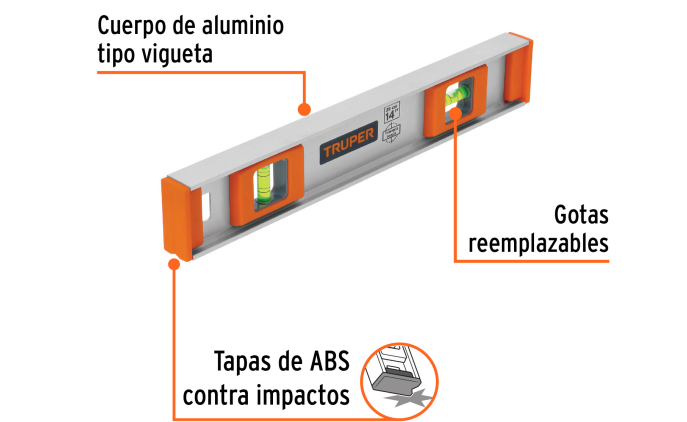 Cuerpo de aluminio
tipo vigueta
14"
TRUPER
Gotas
reemplazables
Tapas de ABS
contra impactos